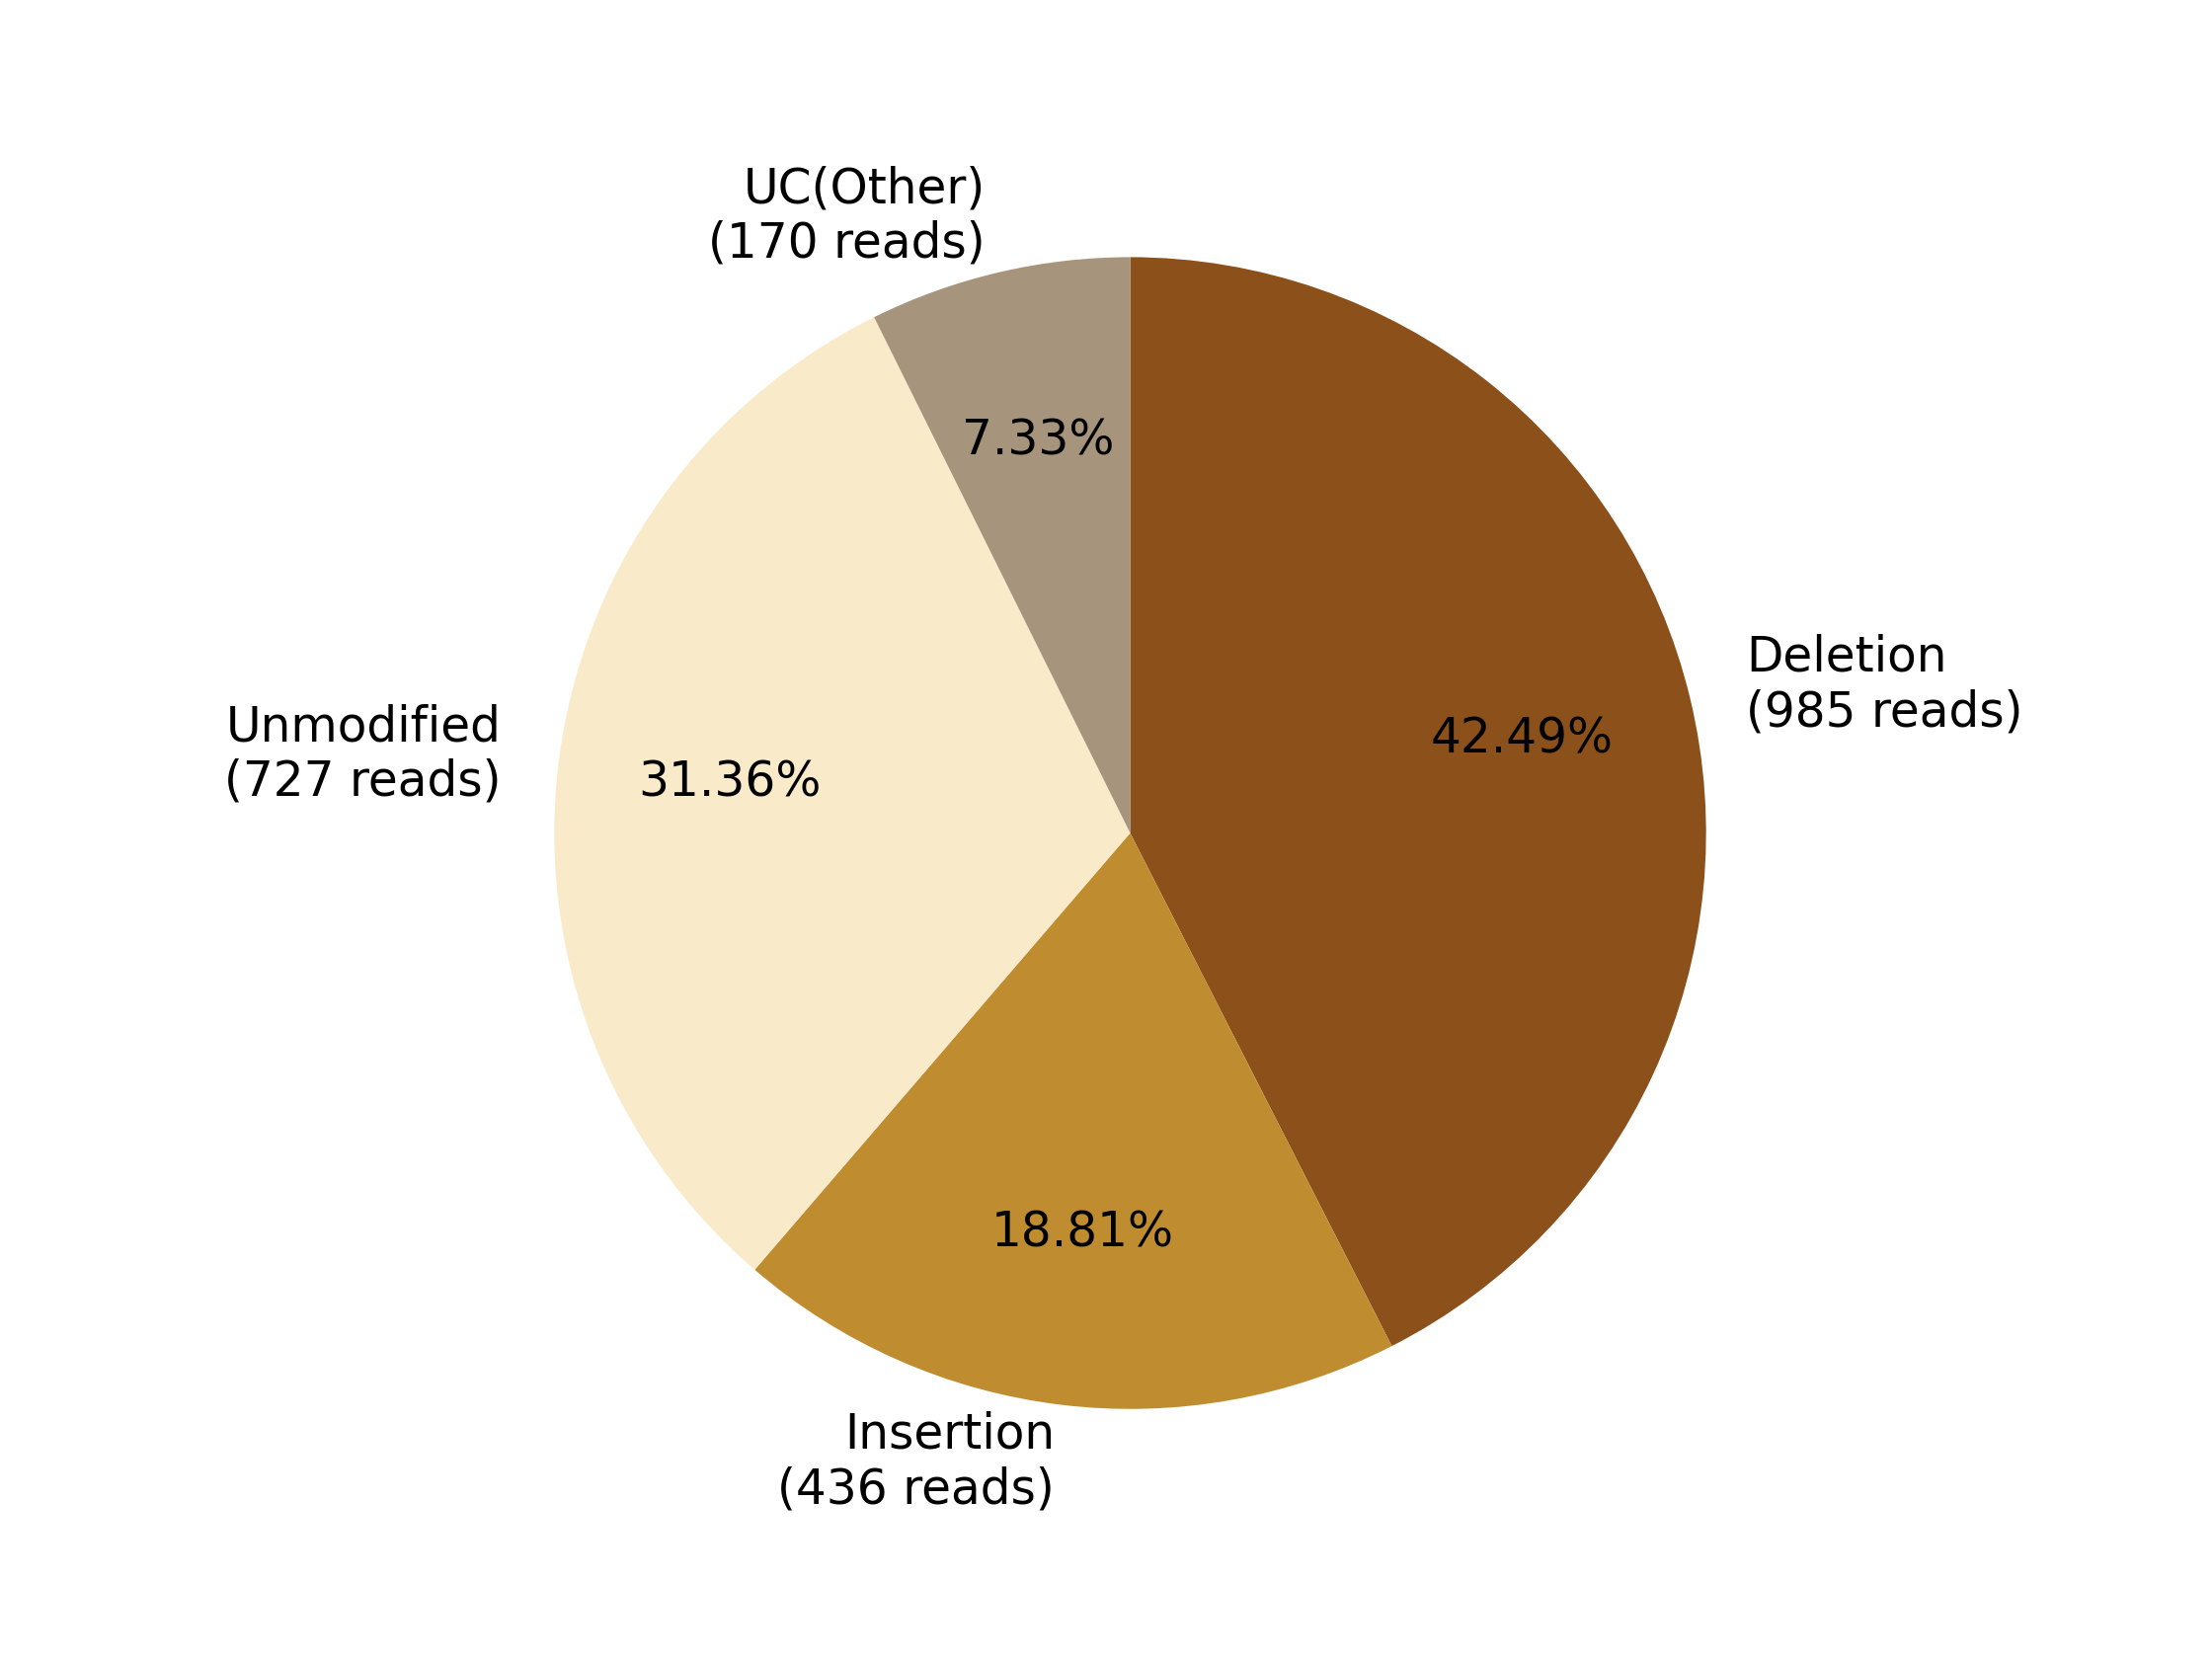 UC(Other)
(170 reads)
7.33%
Deletion
(985 reads)
42.49%
Unmodified
(727 reads)
31.36%
18.81%
Insertion
(436 reads)